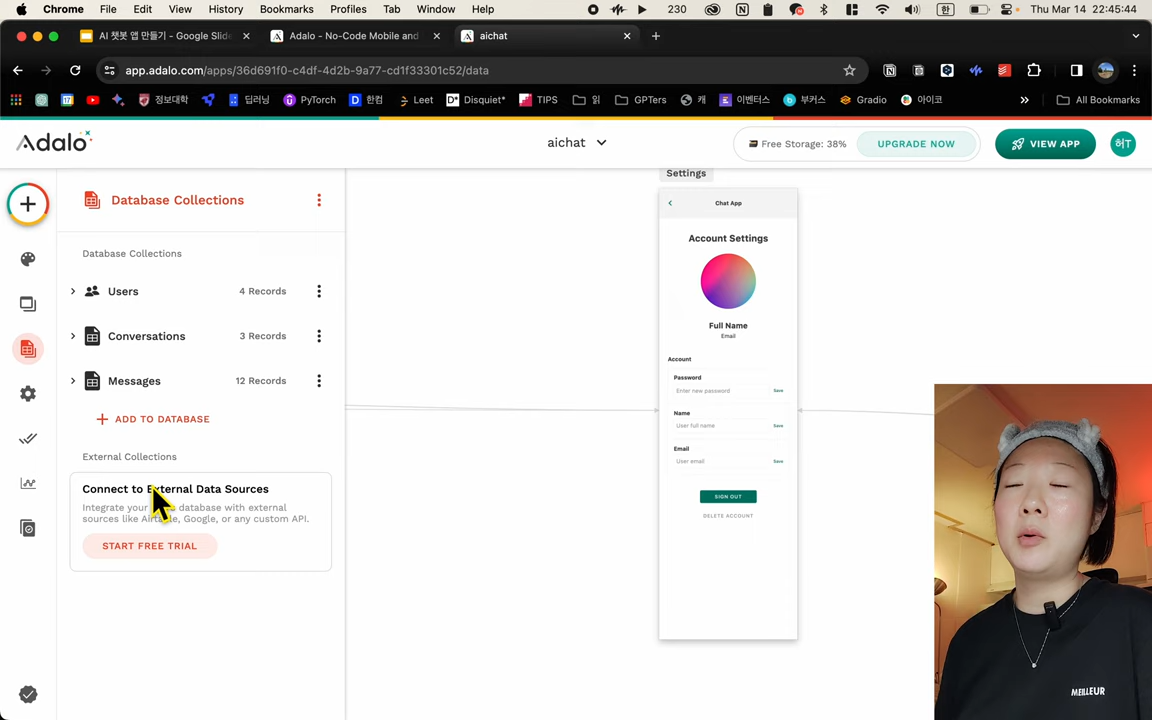 Chrome File Edit View History Bookmarks Profiles Tab Window Help 230 한 Thu Mar 14 22:45:44
AI 챗봇 앱 만들기 - Google Slide
Adalo - No-Code Mobile and
aichat
app.adalo.com/apps/36d691f0-c4df-4d2b-9a77-cd1f33301c52/data
정보대학 딥러닝 PyTorch 한컴 Leet Disquiet* TIPS 읽 GPTers 캐 이벤터스 부커스 Gradio 아이코 All Bookmarks
Adalo
aichat
Free Storage: 38%
UPGRADE NOW
VIEW APP
허T
Database Collections
Database Collections
Users 4 Records
Conversations 3 Records
Messages 12 Records
ADD TO DATABASE
External Collections
Connect to External Data Sources
Integrate your database with external
sources like Airtable, Google, or any custom API.
START FREE TRIAL
Settings
Chat App
Account Settings
Full Name
Email
Account
Password
Enter new password Save
Name
User full name Save
Email
User email Save
SIGN OUT
DELETE ACCOUNT
MEILLEUR